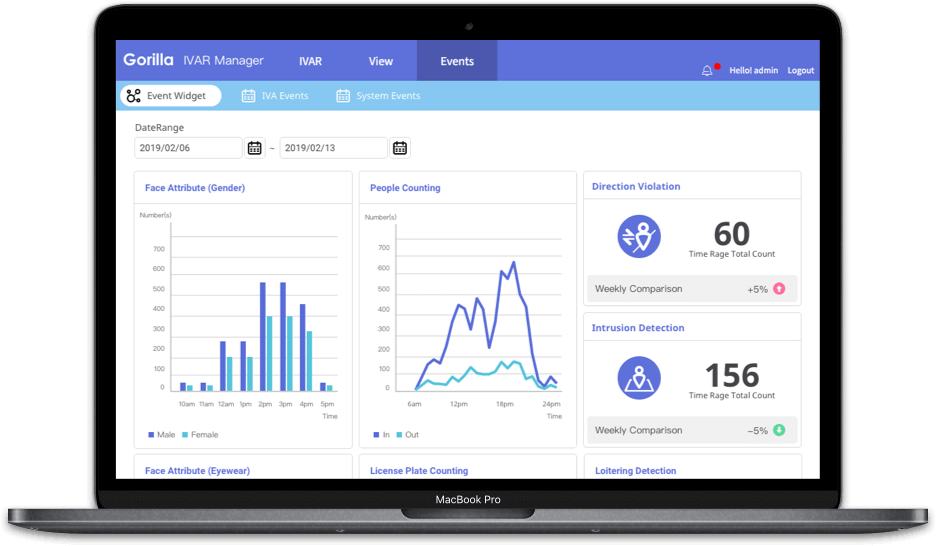 Gorilla IVAR Manager IVAR View Events Hello! admin Logout
Event Widget IVA Events System Events
DateRange
2019/02/06 ~ 2019/02/13
Face Attribute (Gender)
Number(s)
700
600
500
400
300
200
100
0
10am 11am 12am 1pm 2pm 3pm 4pm 5pm
Time
Male Female
People Counting
Number(s)
700
600
500
400
300
200
100
0
6am 12pm 18pm 24pm
Time
In Out
Direction Violation
60
Time Rage Total Count
Weekly Comparison +5%
Intrusion Detection
156
Time Rage Total Count
Weekly Comparison –5%
Face Attribute (Eyewear) License Plate Counting Loitering Detection
MacBook Pro